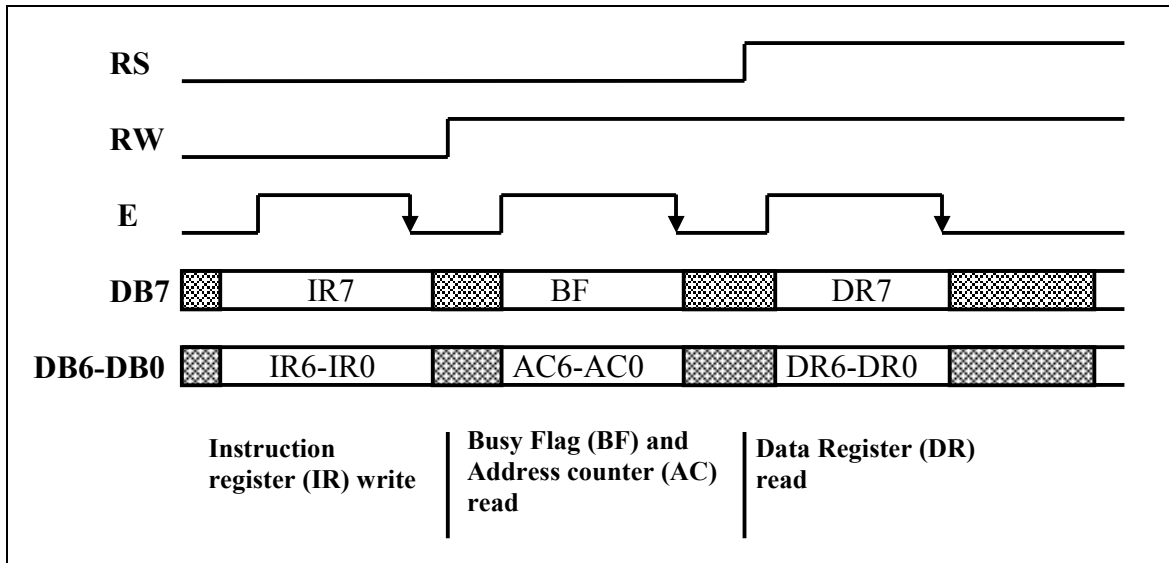 RS
RW
E
DB7 IR7 BF DR7
DB6-DB0 IR6-IR0 AC6-AC0 DR6-DR0
Instruction
register (IR) write
Busy Flag (BF) and
Address counter (AC)
read
Data Register (DR)
read